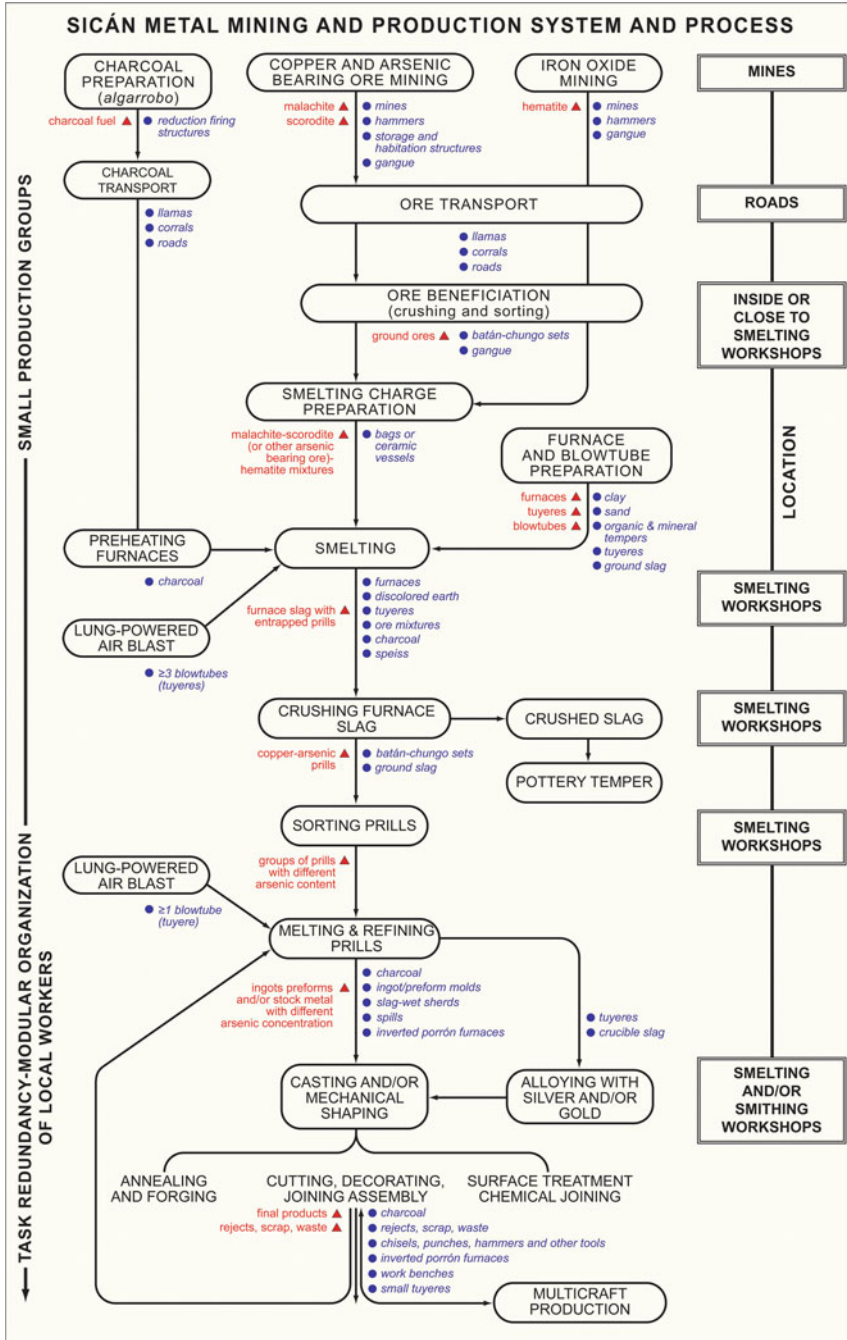 SICÁN METAL MINING AND PRODUCTION SYSTEM AND PROCESS
CHARCOAL
PREPARATION
(algarrobo)
charcoal fuel
reduction firing
structures
CHARCOAL
TRANSPORT
llamas
corrals
roads
COPPER AND ARSENIC
BEARING ORE MINING
malachite
scorodite
mines
hammers
storage and
habitation structures
gangue
IRON OXIDE
MINING
hematite
mines
hammers
gangue
ORE TRANSPORT
llamas
corrals
roads
ORE BENEFICIATION
(crushing and sorting)
ground ores
batán-chungo sets
gangue
SMELTING CHARGE
PREPARATION
malachite-scorodite
(or other arsenic
bearing ore)-
hematite mixtures
bags or
ceramic
vessels
FURNACE
AND BLOWTUBE
PREPARATION
furnaces
tuyeres
blowtubes
clay
sand
organic & mineral
tempers
tuyeres
ground slag
PREHEATING
FURNACES
charcoal
SMELTING
LUNG-POWERED
AIR BLAST
≥3 blowtubes
(tuyeres)
furnace slag with
entrapped prills
furnaces
discolored earth
tuyeres
ore mixtures
charcoal
speiss
CRUSHING FURNACE
SLAG
CRUSHED SLAG
POTTERY TEMPER
copper-arsenic
prills
batán-chungo sets
ground slag
SORTING PRILLS
groups of prills
with different
arsenic content
LUNG-POWERED
AIR BLAST
≥1 blowtube
(tuyere)
MELTING & REFINING
PRILLS
ingots preforms
and/or stock metal
with different
arsenic concentration
charcoal
ingot/preform molds
slag-wet sherds
spills
inverted porrón furnaces
tuyeres
crucible slag
CASTING AND/OR
MECHANICAL
SHAPING
ALLOYING WITH
SILVER AND/OR
GOLD
ANNEALING
AND FORGING
CUTTING, DECORATING,
JOINING ASSEMBLY
SURFACE TREATMENT
CHEMICAL JOINING
final products
rejects, scrap, waste
charcoal
rejects, scrap, waste
chisels, punches, hammers and other tools
inverted porrón furnaces
work benches
small tuyeres
MULTICRAFT
PRODUCTION
SMALL PRODUCTION GROUPS
TASK REDUNDANCY-MODULAR ORGANIZATION
OF LOCAL WORKERS
MINES
ROADS
INSIDE OR
CLOSE TO
SMELTING
WORKSHOPS
LOCATION
SMELTING
WORKSHOPS
SMELTING
WORKSHOPS
SMELTING
WORKSHOPS
SMELTING
AND/OR
SMITHING
WORKSHOPS